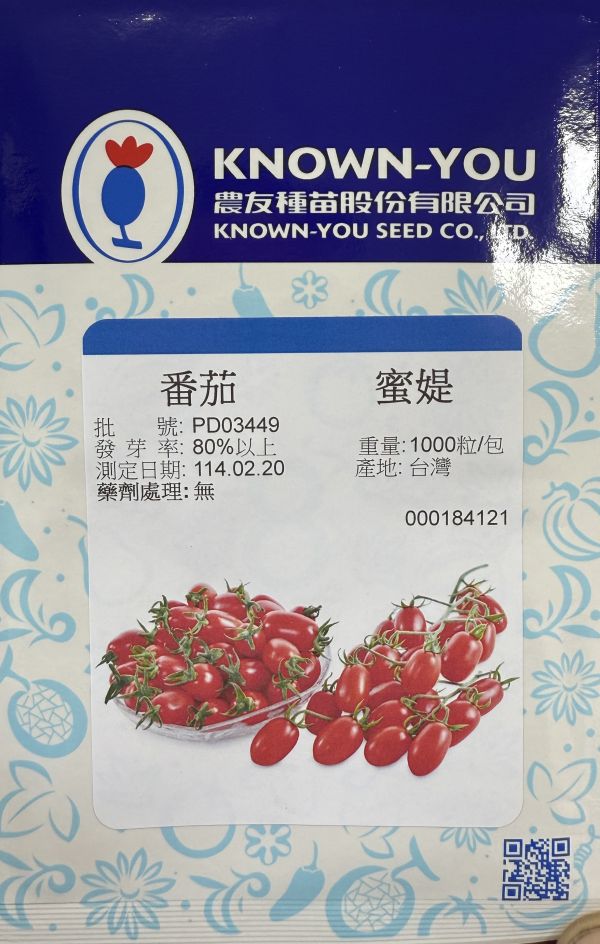 KNOWN-YOU
農友種苗股份有限公司
KNOWN-YOU SEED CO., LTD.
番茄 蜜媞
批 號: PD03449
發 芽 率: 80%以上 重量: 1000粒/包
測定日期: 114.02.20 產地: 台灣
藥劑處理: 無
000184121